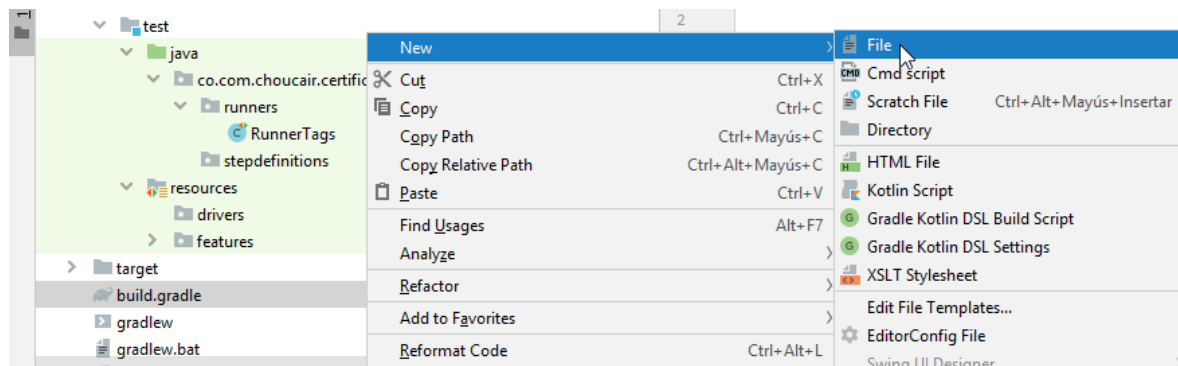 1
test
java
co.com.choucair.certific
runners
RunnerTags
stepdefinitions
resources
drivers
features
target
build.gradle
gradlew
gradlew.bat
2
New
Cut Ctrl+X
Copy Ctrl+C
Copy Path Ctrl+Mayús+C
Copy Relative Path Ctrl+Alt+Mayús+C
Paste Ctrl+V
Find Usages Alt+F7
Analyze
Refactor
Add to Favorites
Reformat Code Ctrl+Alt+L
File
CMD Cmd script
Scratch File Ctrl+Alt+Mayús+Insertar
Directory
H HTML File
Kotlin Script
G Gradle Kotlin DSL Build Script
G Gradle Kotlin DSL Settings
XSLT Stylesheet
Edit File Templates...
EditorConfig File
Swing UI Designer